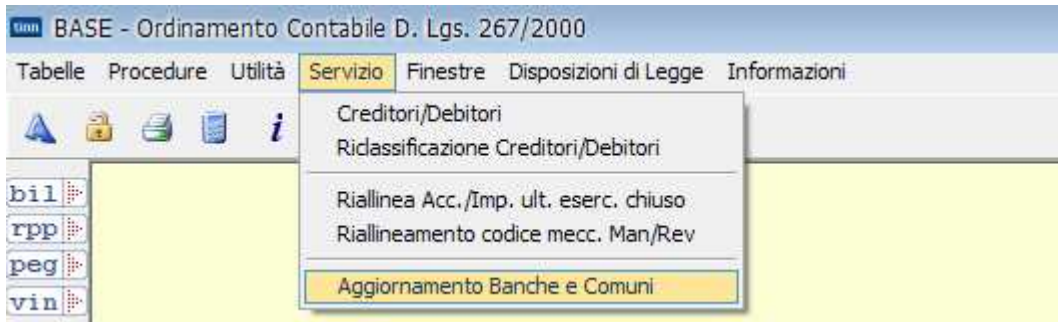 tinn BASE - Ordinamento Contabile D. Lgs. 267/2000
Tabelle Procedure Utilità Servizio Finestre Disposizioni di Legge Informazioni
i
Creditori/Debitori
Riclassificazione Creditori/Debitori
Riallinea Acc./Imp. ult. eserc. chiuso
Riallineamento codice mecc. Man/Rev
Aggiornamento Banche e Comuni
bil
rpp
peg
vin